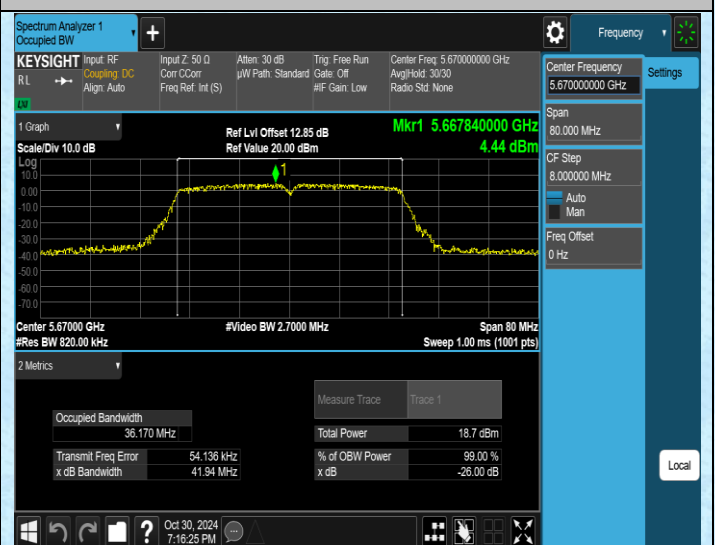 Spectrum Analyzer 1
Occupied BW
+
Frequency
KEYSIGHT
RL
Input: RF
Coupling: DC
Align: Auto
Input Z: 50 Ω
Corr CCorr
Freq Ref: Int (S)
Atten: 30 dB
µW Path: Standard
Trig: Free Run
Gate: Off
#IF Gain: Low
Center Freq: 5.670000000 GHz
Avg|Hold: 30/30
Radio Std: None
Center Frequency
5.670000000 GHz
Settings
Span
80.000 MHz
CF Step
8.000000 MHz
Auto
Man
Freq Offset
0 Hz
1 Graph
Scale/Div 10.0 dB
Ref Lvl Offset 12.85 dB
Ref Value 20.00 dBm
Mkr1 5.667840000 GHz
4.44 dBm
Log
10.0
0.00
-10.0
-20.0
-30.0
-40.0
-50.0
-60.0
-70.0
1
Center 5.67000 GHz
#Res BW 820.00 kHz
#Video BW 2.7000 MHz
Span 80 MHz
Sweep 1.00 ms (1001 pts)
2 Metrics
Measure Trace
Trace 1
Occupied Bandwidth
36.170 MHz
Total Power
18.7 dBm
Transmit Freq Error
54.136 kHz
% of OBW Power
99.00 %
x dB Bandwidth
41.94 MHz
x dB
-26.00 dB
Local
?
Oct 30, 2024
7:16:25 PM